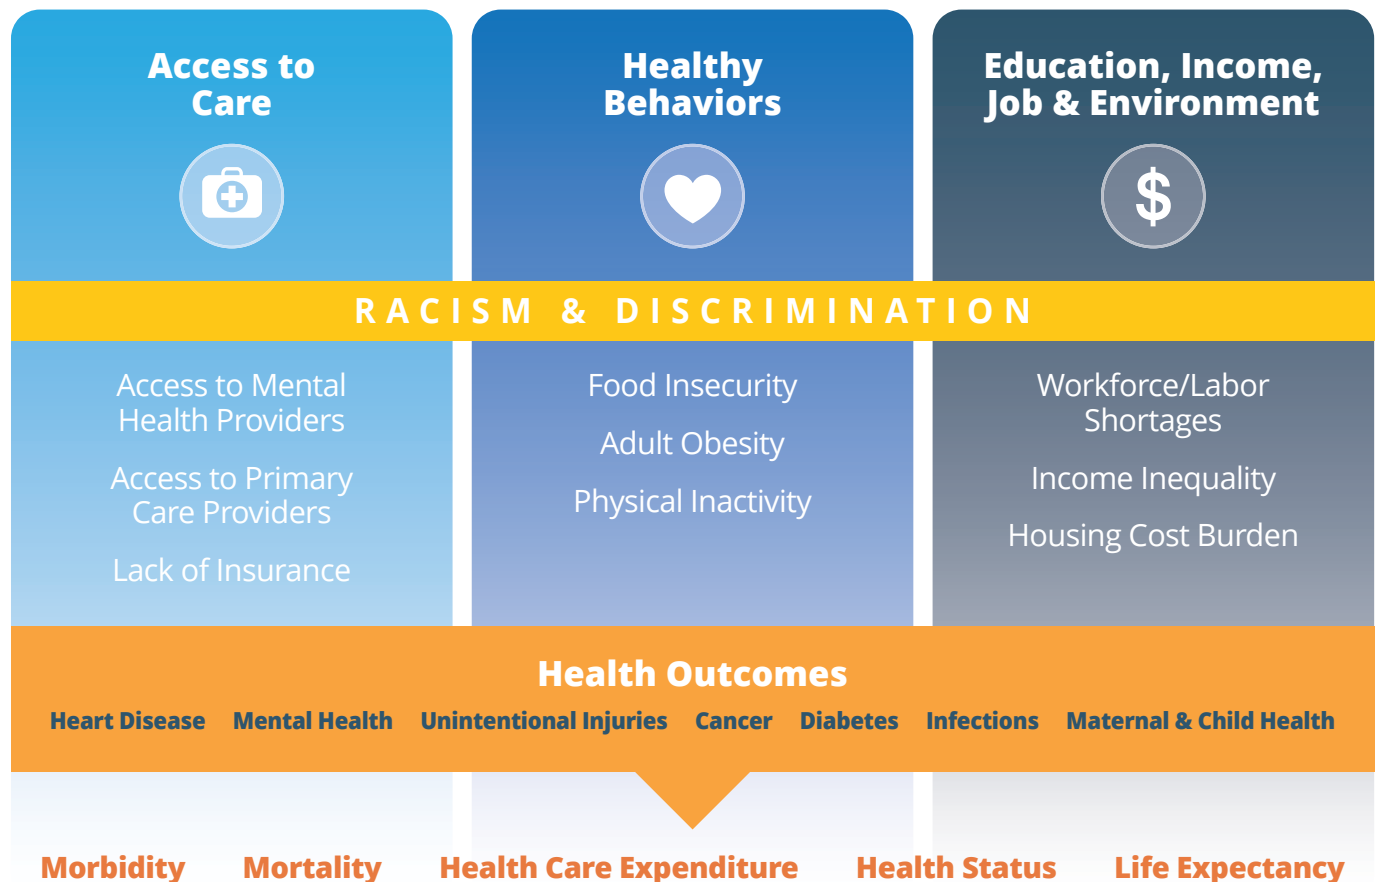 Access to
Care
Healthy
Behaviors
Education, Income,
Job & Environment
$
RACISM & DISCRIMINATION
Access to Mental
Health Providers
Access to Primary
Care Providers
Lack of Insurance
Food Insecurity
Adult Obesity
Physical Inactivity
Workforce/Labor
Shortages
Income Inequality
Housing Cost Burden
Health Outcomes
Heart Disease Mental Health Unintentional Injuries Cancer Diabetes Infections Maternal & Child Health
Morbidity Mortality Health Care Expenditure Health Status Life Expectancy